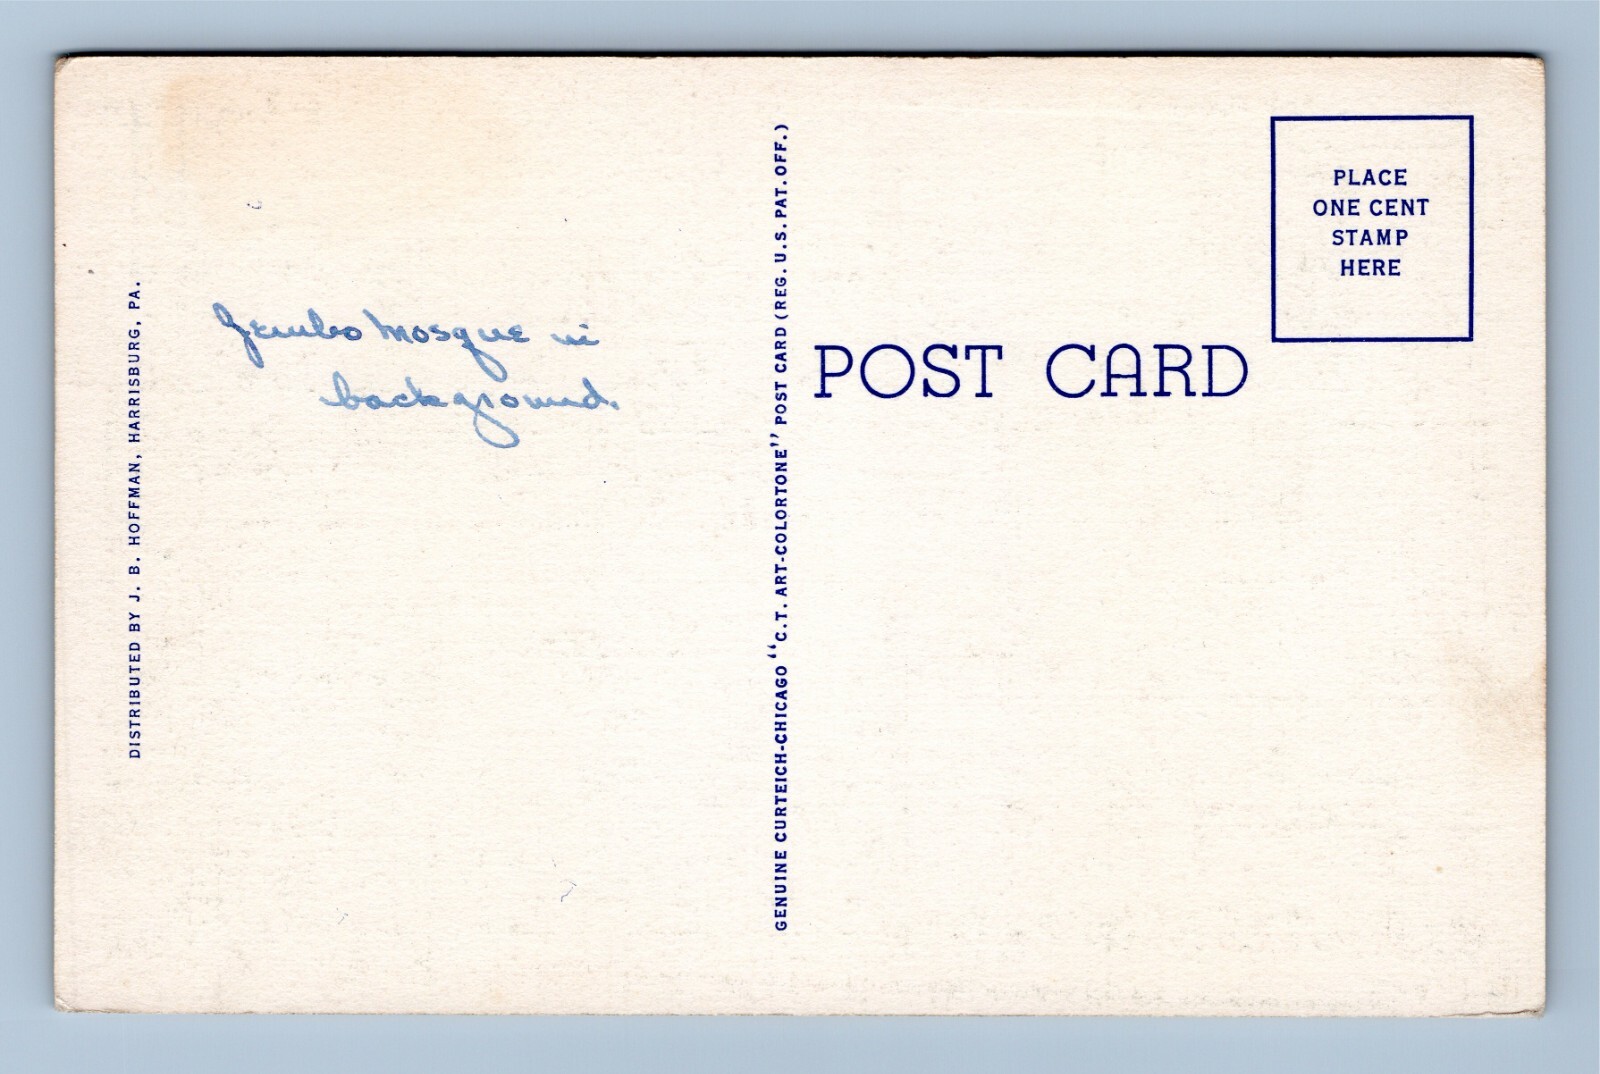 DISTRIBUTED BY J. B. HOFFMAN, HARRISBURG, PA.
Zembo Mosque in
background.
GENUINE CURTEICH-CHICAGO "C.T. ART-COLORTONE" POST CARD (REG. U.S. PAT. OFF.)
POST CARD
PLACE
ONE CENT
STAMP
HERE